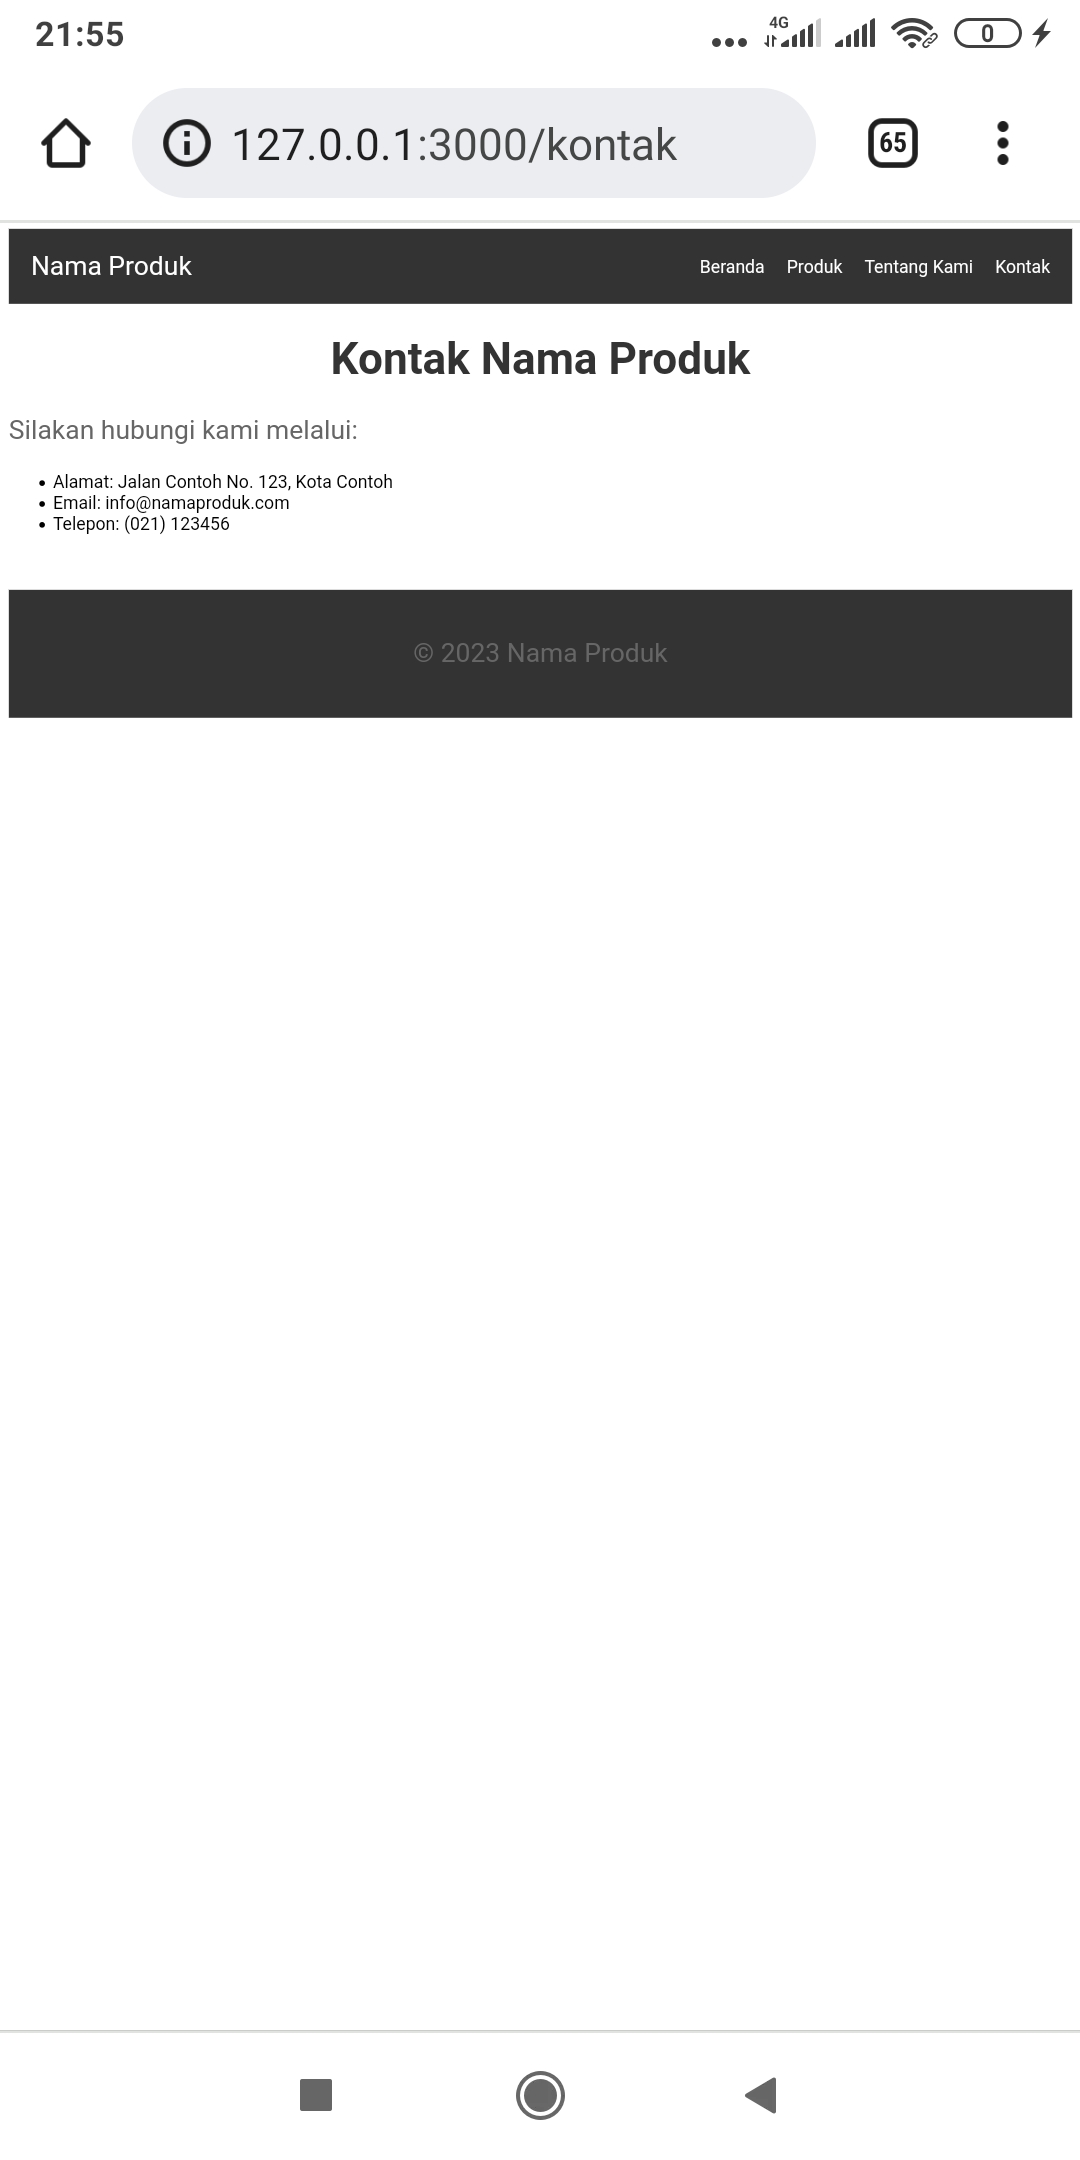 21:55
4G
0
127.0.0.1:3000/kontak
65
Nama Produk
Beranda Produk Tentang Kami Kontak
Kontak Nama Produk
Silakan hubungi kami melalui:
• Alamat: Jalan Contoh No. 123, Kota Contoh
• Email: info@namaproduk.com
• Telepon: (021) 123456
© 2023 Nama Produk